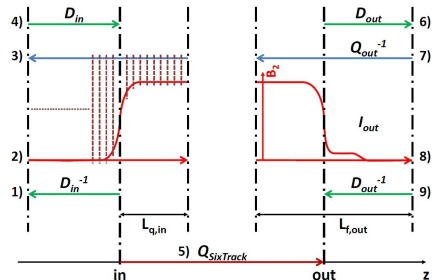 4) D_in D_out 6)
3) Q_out^-1 7)
B_2
I_out
2) 8)
1) D_in^-1 D_out^-1 9)
L_q,in L_f,out
5) Q_SixTrack
in out z